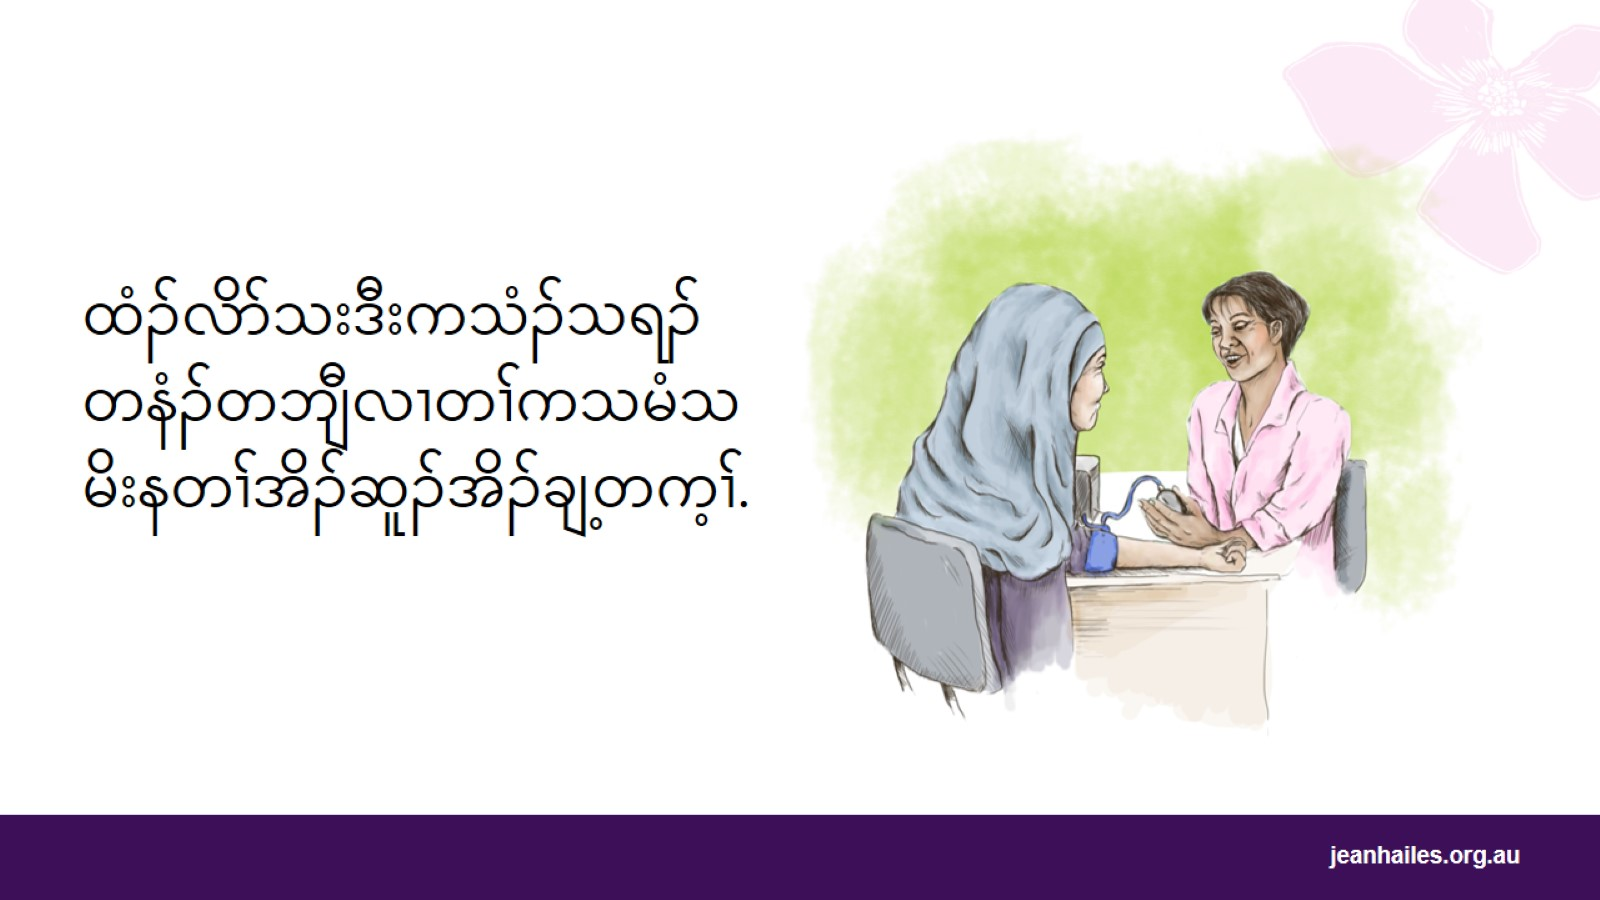 ထံၣ်လိာ်သးဒီးကသံၣ်သရၣ်
တနံၣ်တဘျီလၢတၢ်ကသမံသ
မိးနတၢ်အိၣ်ဆူၣ်အိၣ်ချ့တက့ၢ်.
jeanhailes.org.au